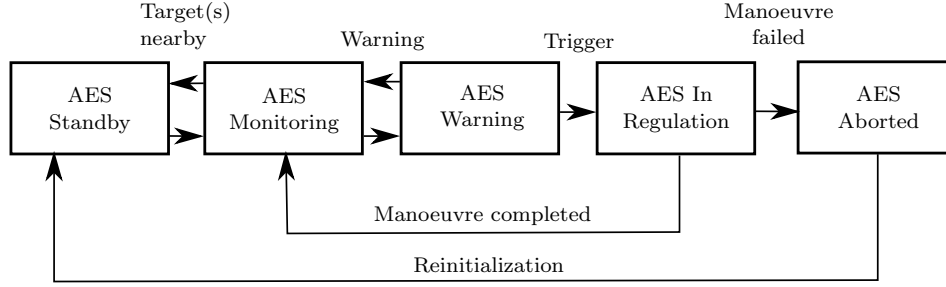 Target(s)
nearby
Warning
Trigger
Manoeuvre
failed
AES
Standby
AES
Monitoring
AES
Warning
AES In
Regulation
AES
Aborted
Manoeuvre completed
Reinitialization